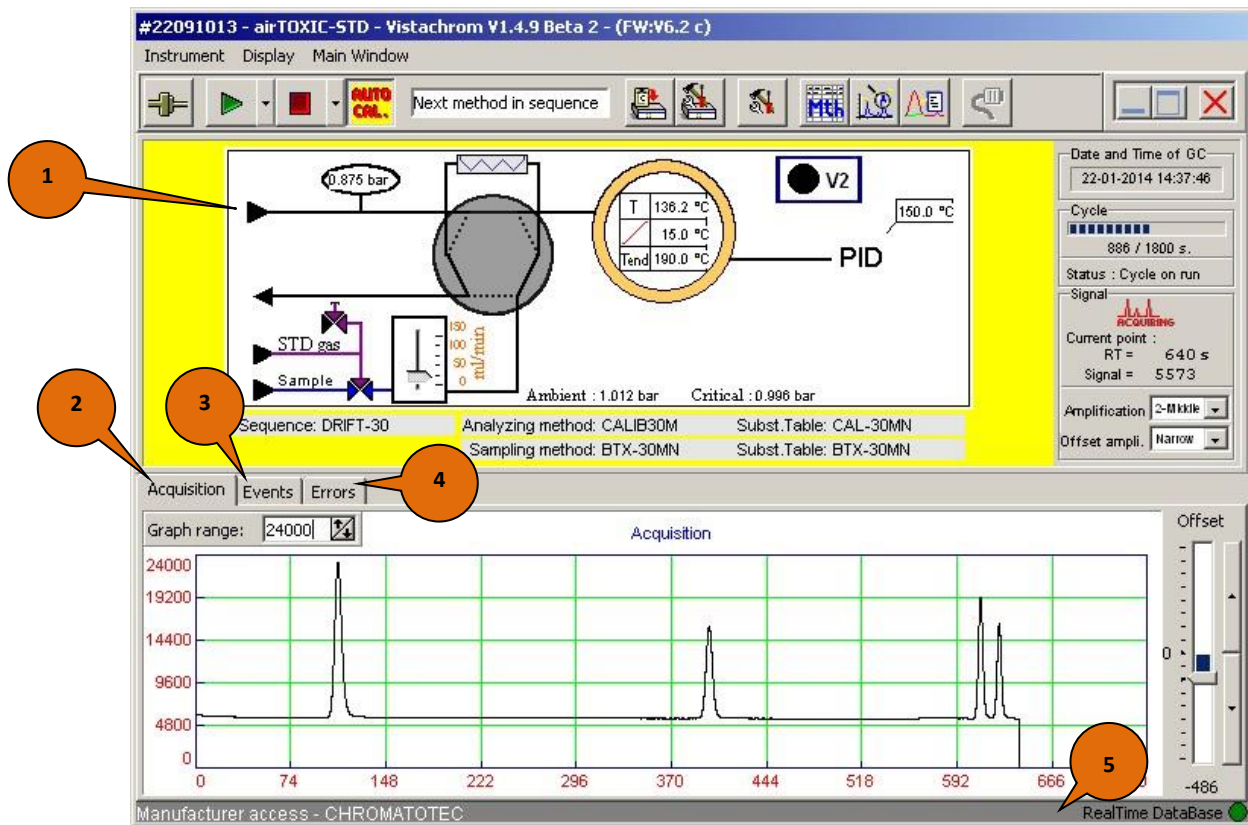 #22091013 - airTOXIC-STD - Vistachrom V1.4.9 Beta 2 - (FW:V6.2 c)
Instrument Display Main Window
AUTO CAL.
Next method in sequence
Mth
1
0.875 bar
T 136.2 °C
15.0 °C
Tend 190.0 °C
V2
150.0 °C
PID
STD gas
Sample
150
100
50
0
ml/min
Ambient : 1.012 bar Critical : 0.996 bar
Date and Time of GC
22-01-2014 14:37:46
Cycle
886 / 1800 s.
Status : Cycle on run
Signal
ACQUIRING
Current point :
RT = 640 s
Signal = 5573
Amplification 2-Middle
Offset ampli. Narrow
2
3
4
Sequence: DRIFT-30 Analyzing method: CALIB30M Subst.Table: CAL-30MN
Sampling method: BTX-30MN Subst.Table: BTX-30MN
Acquisition Events Errors
Graph range: 24000
Acquisition
Offset
24000
19200
14400
9600
4800
0
0 74 148 222 296 370 444 518 592 666
0
-486
5
Manufacturer access - CHROMATOTEC
RealTime DataBase